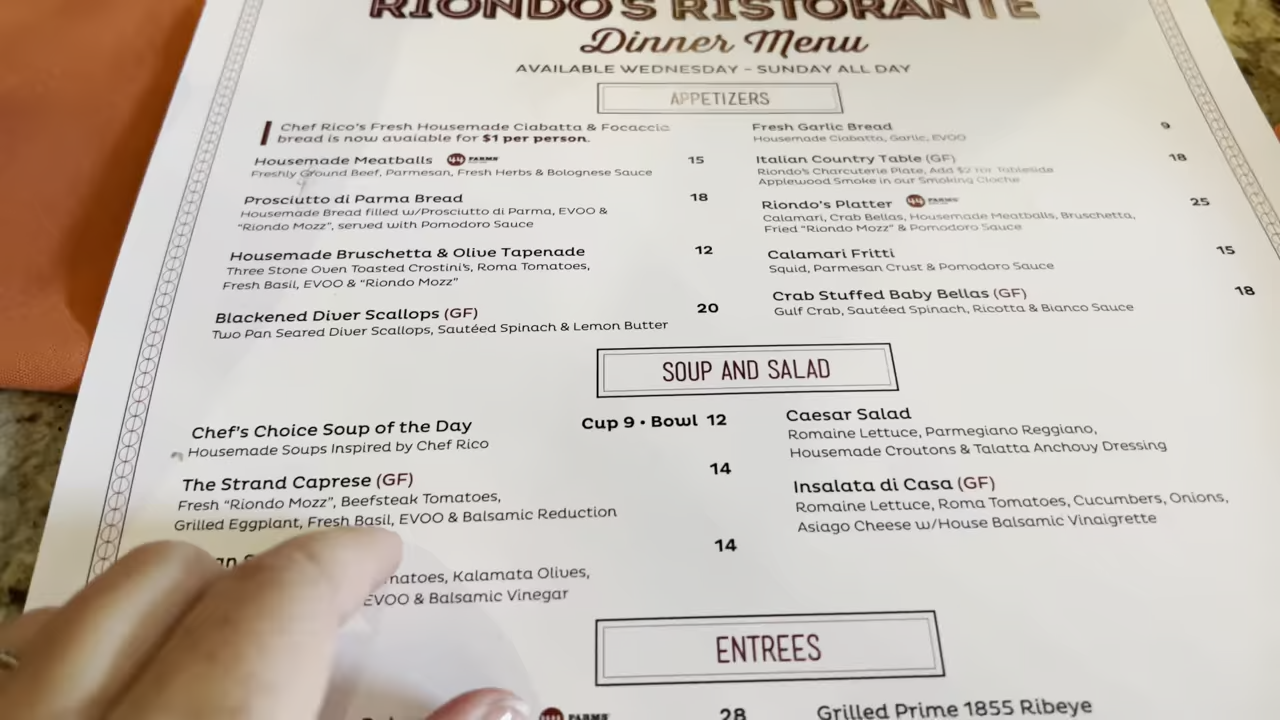 RIONDO'S RISTORANTE
Dinner Menu
AVAILABLE WEDNESDAY - SUNDAY ALL DAY
APPETIZERS
Chef Rico's Fresh Housemade Ciabatta & Focaccia
bread is now avaiable for $1 per person.
Housemade Meatballs 44 FARMS 15
Freshly Ground Beef, Parmesan, Fresh Herbs & Bolognese Sauce
Prosciutto di Parma Bread 18
Housemade Bread filled w/Prosciutto di Parma, EVOO &
"Riondo Mozz", served with Pomodoro Sauce
Housemade Bruschetta & Olive Tapenade 12
Three Stone Oven Toasted Crostini's, Roma Tomatoes,
Fresh Basil, EVOO & "Riondo Mozz"
Blackened Diver Scallops (GF) 20
Two Pan Seared Diver Scallops, Sautéed Spinach & Lemon Butter
Fresh Garlic Bread 9
Housemade Ciabatta, Garlic, EVOO
Italian Country Table (GF) 18
Riondo's Charcuterie Plate, Add $2 for Tableside
Applewood Smoke in our Smoking Cloche
Riondo's Platter 44 FARMS 25
Calamari, Crab Bellas, Housemade Meatballs, Bruschetta,
Fried "Riondo Mozz" & Pomodoro Sauce
Calamari Fritti 15
Squid, Parmesan Crust & Pomodoro Sauce
Crab Stuffed Baby Bellas (GF) 18
Gulf Crab, Sautéed Spinach, Ricotta & Bianco Sauce
SOUP AND SALAD
Chef's Choice Soup of the Day Cup 9 • Bowl 12
Housemade Soups Inspired by Chef Rico
The Strand Caprese (GF) 14
Fresh "Riondo Mozz", Beefsteak Tomatoes,
Grilled Eggplant, Fresh Basil, EVOO & Balsamic Reduction
14
Kalamata Olives,
EVOO & Balsamic Vinegar
Caesar Salad
Romaine Lettuce, Parmegiano Reggiano,
Housemade Croutons & Talatta Anchovy Dressing
Insalata di Casa (GF)
Romaine Lettuce, Roma Tomatoes, Cucumbers, Onions,
Asiago Cheese w/House Balsamic Vinaigrette
ENTREES
44 FARMS 28
Grilled Prime 1855 Ribeye